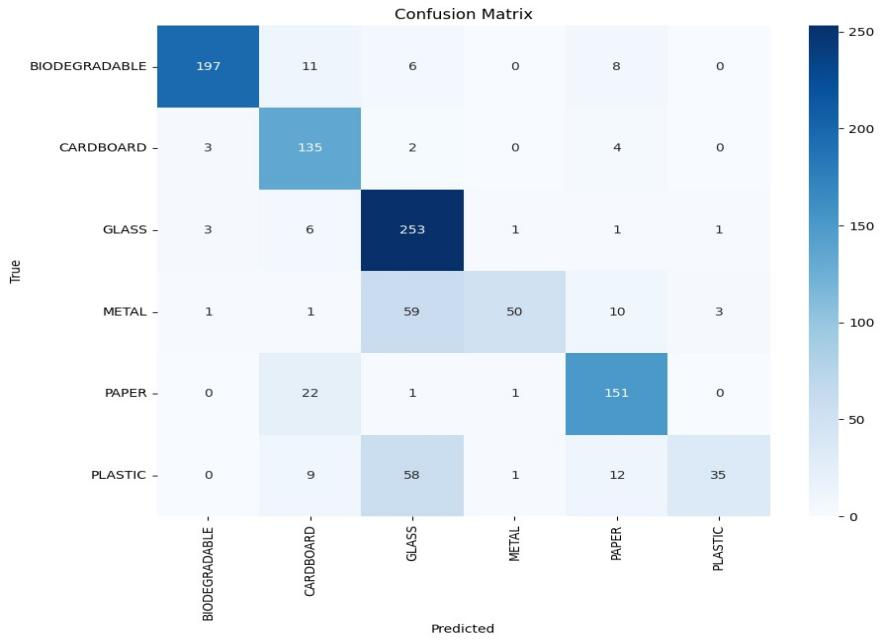 Confusion Matrix
BIODEGRADABLE 197 11 6 0 8 0
CARDBOARD 3 135 2 0 4 0
GLASS 3 6 253 1 1 1
METAL 1 1 59 50 10 3
PAPER 0 22 1 1 151 0
PLASTIC 0 9 58 1 12 35
True
BIODEGRADABLE CARDBOARD GLASS METAL PAPER PLASTIC
Predicted
250
200
150
100
50
0